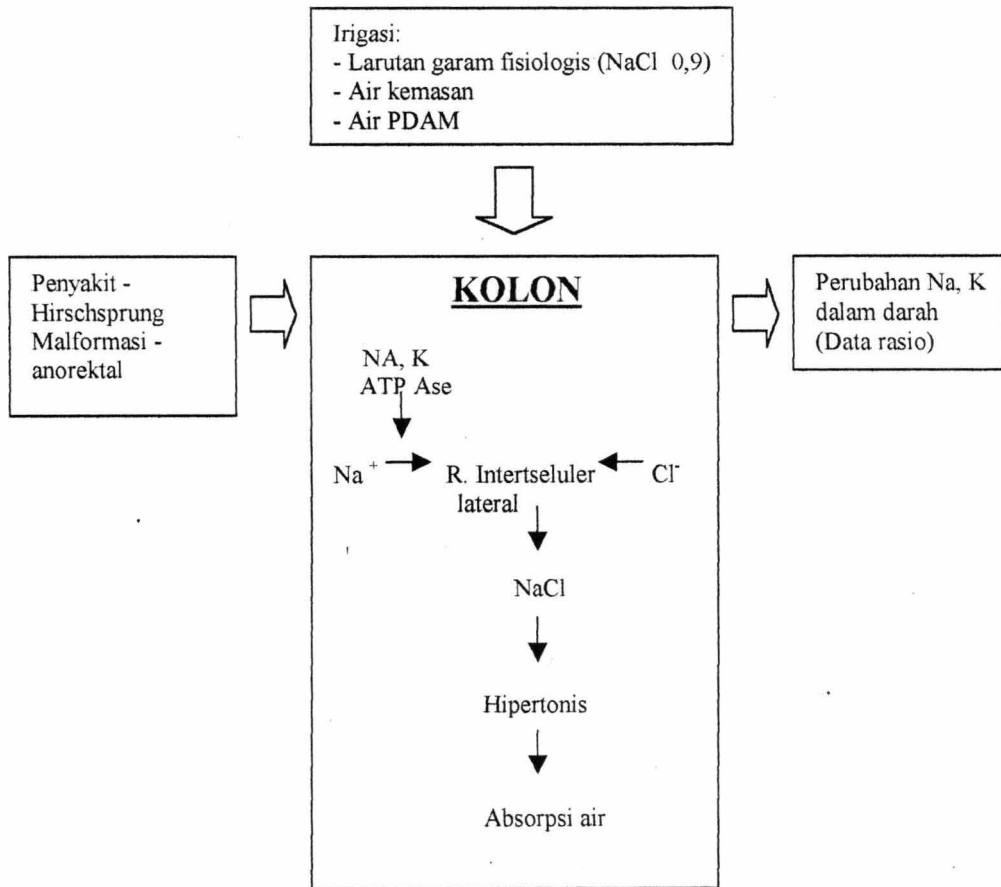 Irigasi:
- Larutan garam fisiologis (NaCl 0,9)
- Air kemasan
- Air PDAM
Penyakit -
Hirschsprung
Malformasi -
anorektal
KOLON
NA, K
ATP Ase
Na +
R. Intertseluler
lateral
Cl-
NaCl
Hipertonis
Absorpsi air
Perubahan Na, K
dalam darah
(Data rasio)